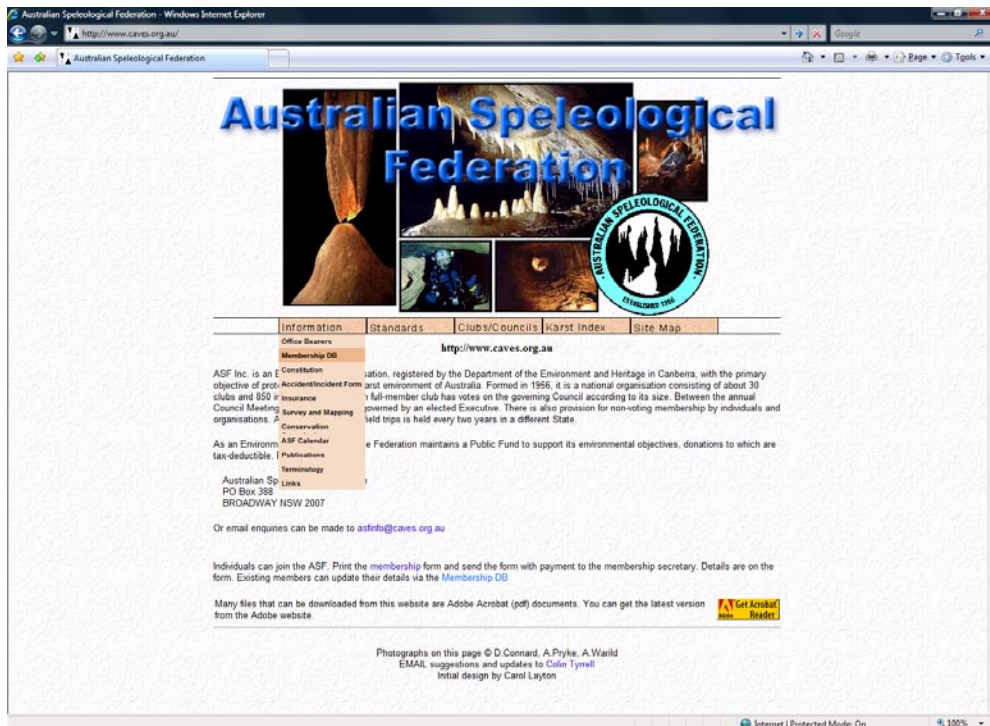 Australian Speleological Federation - Windows Internet Explorer
http://www.caves.org.au/
Google
Australian Speleological Federation
Page
Tools
Australian Speleological
Federation
AUSTRALIAN SPELEOLOGICAL FEDERATION
ESTABLISHED 1956
Information Standards Clubs/Councils Karst Index Site Map
Office Bearers
Membership DB
Constitution
Accident/Incident Form
Insurance
Survey and Mapping
Conservation
ASF Calendar
Publications
Terminology
Links
http://www.caves.org.au
ASF Inc. is an E sation, registered by the Department of the Environment and Heritage in Canberra, with the primary
objective of prot arst environment of Australia. Formed in 1956, it is a national organisation consisting of about 30
clubs and 850 in full-member club has votes on the governing Council according to its size. Between the annual
Council Meeting governed by an elected Executive. There is also provision for non-voting membership by individuals and
organisations. A field trips is held every two years in a different State.
As an Environm e Federation maintains a Public Fund to support its environmental objectives, donations to which are
tax-deductible.
Australian Sp
PO Box 388
BROADWAY NSW 2007
Or email enquires can be made to asfinfo@caves.org.au
Individuals can join the ASF. Print the membership form and send the form with payment to the membership secretary. Details are on the
form. Existing members can update their details via the Membership DB
Many files that can be downloaded from this website are Adobe Acrobat (pdf) documents. You can get the latest version
from the Adobe website.
Get Acrobat
Adobe Reader
Photographs on this page © D.Connard, A.Pryke, A.Warild
EMAIL suggestions and updates to Colin Tyrrell
Initial design by Carol Layton
Internet | Protected Mode: On
100%